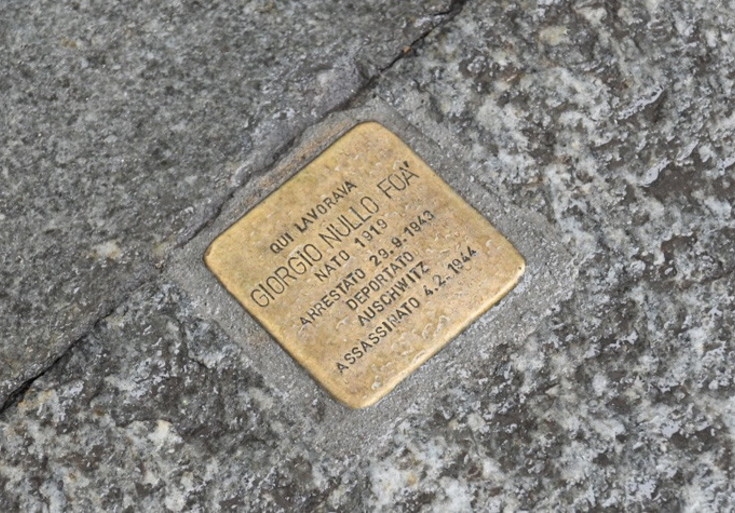 QUI LAVORAVA
GIORGIO NULLO FOA'
NATO 1919
ARRESTATO 29.9.1943
DEPORTATO
AUSCHWITZ
ASSASSINATO 4.2.1944